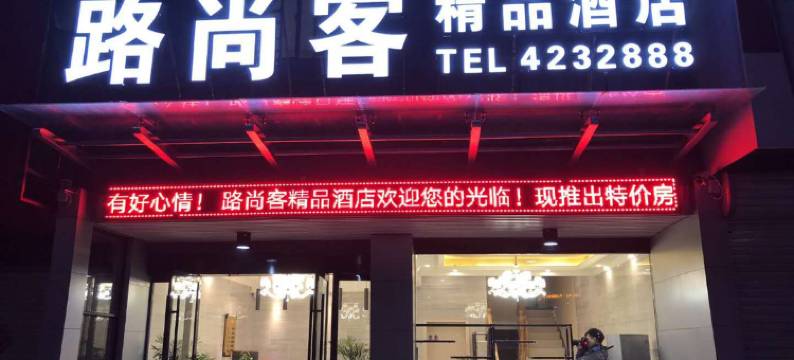 路尚客
精品酒店
TEL 4232888
有好心情！ 路尚客精品酒店欢迎您的光临！现推出特价房